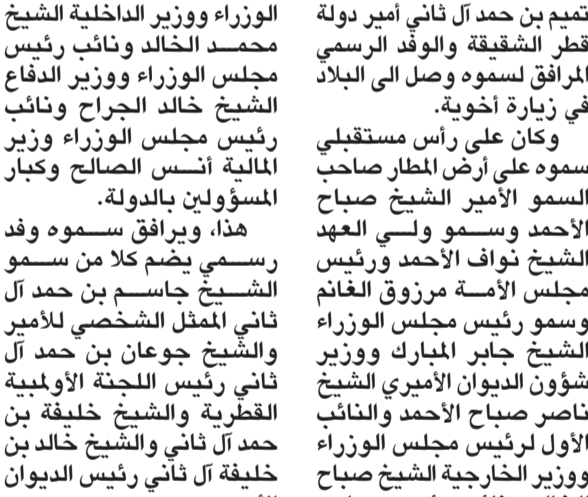 تميم بن حمد آل ثاني أمير دولة
قطر الشقيقة والوفد الرسمي
المرافق لسموه وصل الى البلاد
في زيارة أخوية.
وكان على رأس مستقبلي
سموه على أرض المطار صاحب
السمو الأمير الشيخ صباح
الأحمد وسمو ولي العهد
الشيخ نواف الأحمد ورئيس
مجلس الأمة مرزوق الغانم
وسمو رئيس مجلس الوزراء
الشيخ جابر المبارك ووزير
شؤون الديوان الأميري الشيخ
ناصر صباح الأحمد والنائب
الأول لرئيس مجلس الوزراء
ووزير الخارجية الشيخ صباح
الوزراء ووزير الداخلية الشيخ
محمد الخالد ونائب رئيس
مجلس الوزراء ووزير الدفاع
الشيخ خالد الجراح ونائب
رئيس مجلس الوزراء وزير
المالية أنس الصالح وكبار
المسؤولين بالدولة.
هذا، ويرافق سموه وفد
رسمي يضم كلا من سمو
الشيخ جاسم بن حمد آل
ثاني الممثل الشخصي للأمير
والشيخ جوعان بن حمد آل
ثاني رئيس اللجنة الأولمبية
القطرية والشيخ خليفة بن
حمد آل ثاني والشيخ خالد بن
خليفة آل ثاني رئيس الديوان